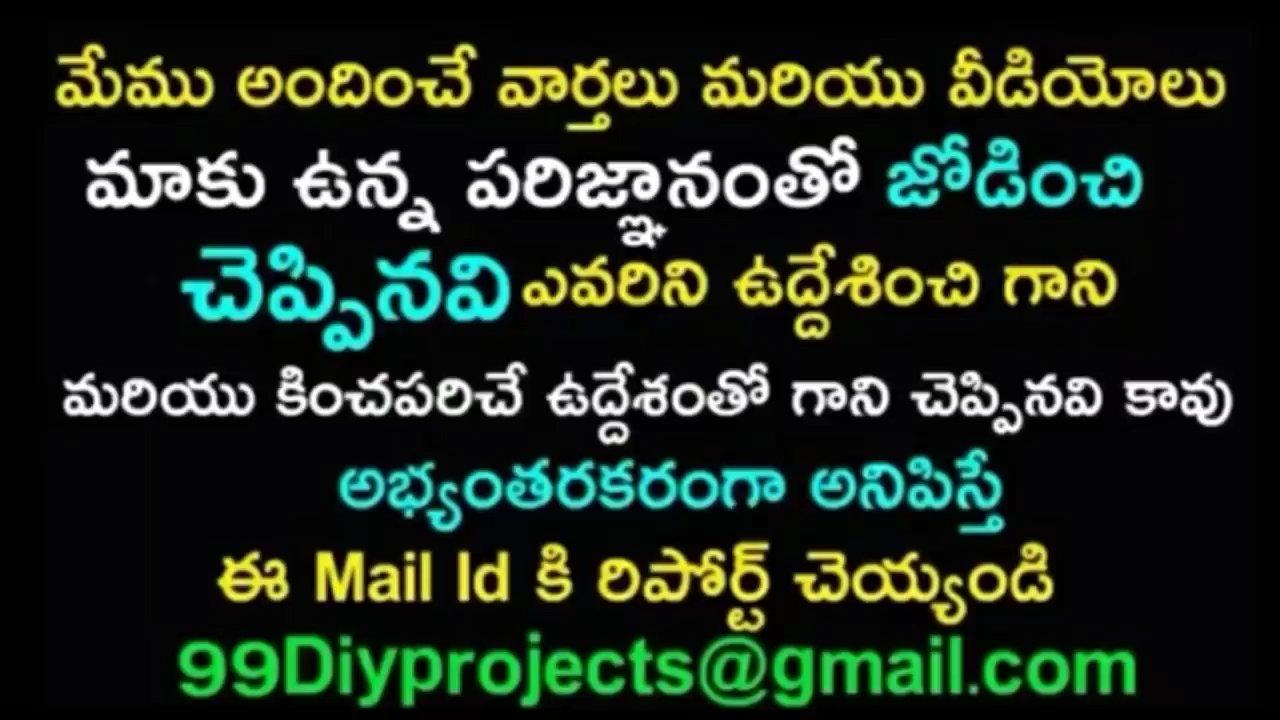 మేము అందించే వార్తలు మరియు వీడియోలు
మాకు ఉన్న పరిజ్ఞానంతో జోడించి
చెప్పినవి ఎవరిని ఉద్దేశించి గాని
మరియు కించపరిచే ఉద్దేశంతో గాని చెప్పినవి కావు
అభ్యంతరకరంగా అనిపిస్తే
ఈ Mail Id కి రిపోర్ట్ చెయ్యండి
99Diyprojects@gmail.com